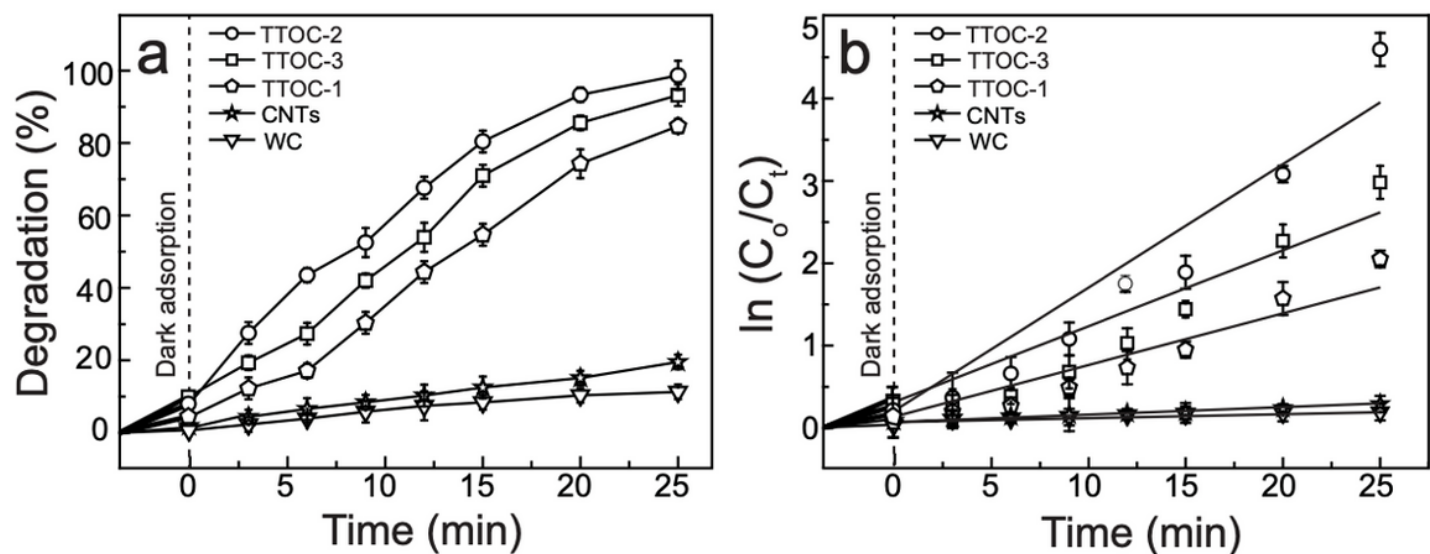 a
TTOC-2
TTOC-3
TTOC-1
CNTs
WC
Degradation (%)
100
80
60
40
20
0
Dark adsorption
0 5 10 15 20 25
Time (min)
b
TTOC-2
TTOC-3
TTOC-1
CNTs
WC
ln (Co/Ct)
5
4
3
2
1
0
Dark adsorption
0 5 10 15 20 25
Time (min)